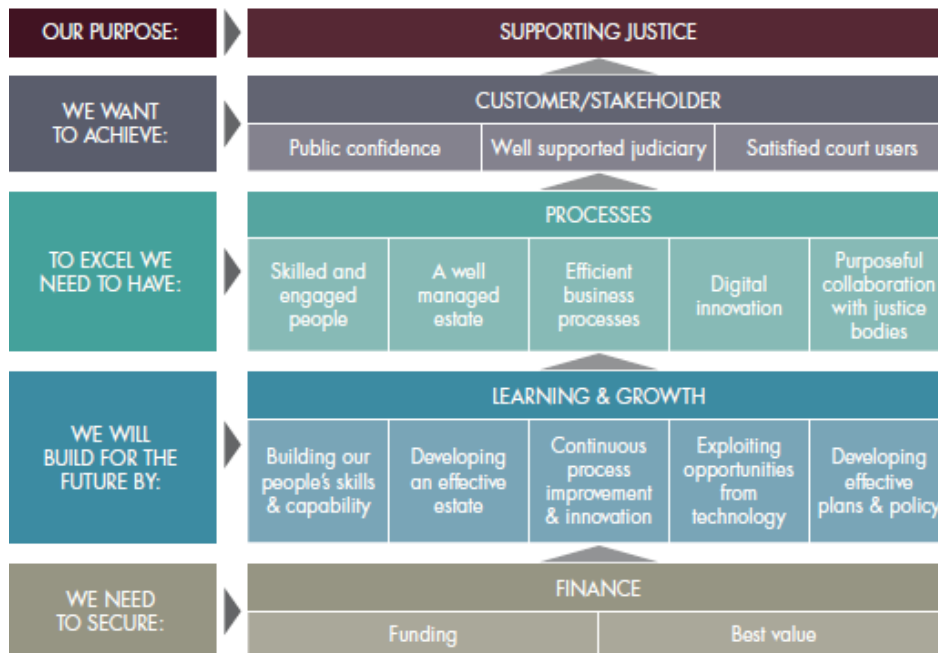 OUR PURPOSE:
SUPPORTING JUSTICE
WE WANT
TO ACHIEVE:
CUSTOMER/STAKEHOLDER
Public confidence
Well supported judiciary
Satisfied court users
TO EXCEL WE
NEED TO HAVE:
PROCESSES
Skilled and
engaged
people
A well
managed
estate
Efficient
business
processes
Digital
innovation
Purposeful
collaboration
with justice
bodies
WE WILL
BUILD FOR THE
FUTURE BY:
LEARNING & GROWTH
Building our
people's skills
& capability
Developing
an effective
estate
Continuous
process
improvement
& innovation
Exploiting
opportunities
from
technology
Developing
effective
plans & policy
WE NEED
TO SECURE:
FINANCE
Funding
Best value